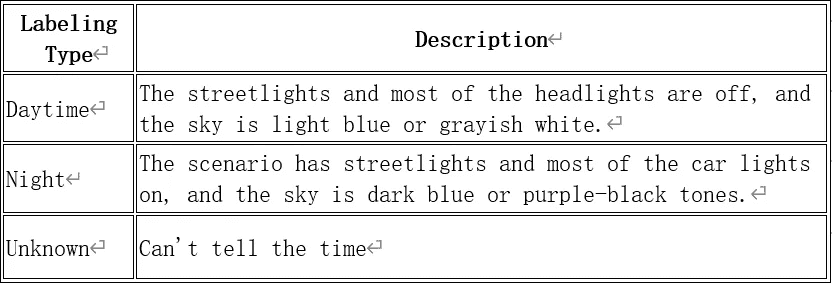 Labeling
Type↵
Description↵
Daytime↵
The streetlights and most of the headlights are off, and
the sky is light blue or grayish white.↵
Night↵
The scenario has streetlights and most of the car lights
on, and the sky is dark blue or purple-black tones.↵
Unknown↵
Can't tell the time↵